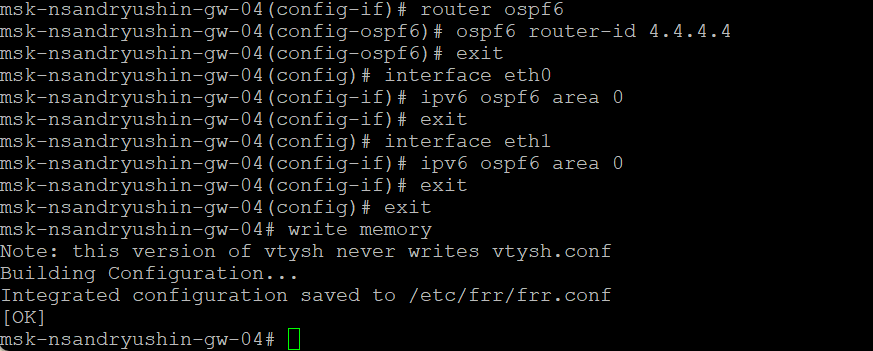 msk-nsandryushin-gw-04(config-if)# router ospf6
msk-nsandryushin-gw-04(config-ospf6)# ospf6 router-id 4.4.4.4
msk-nsandryushin-gw-04(config-ospf6)# exit
msk-nsandryushin-gw-04(config)# interface eth0
msk-nsandryushin-gw-04(config-if)# ipv6 ospf6 area 0
msk-nsandryushin-gw-04(config-if)# exit
msk-nsandryushin-gw-04(config)# interface eth1
msk-nsandryushin-gw-04(config-if)# ipv6 ospf6 area 0
msk-nsandryushin-gw-04(config-if)# exit
msk-nsandryushin-gw-04(config)# exit
msk-nsandryushin-gw-04# write memory
Note: this version of vtysh never writes vtysh.conf
Building Configuration...
Integrated configuration saved to /etc/frr/frr.conf
[OK]
msk-nsandryushin-gw-04#